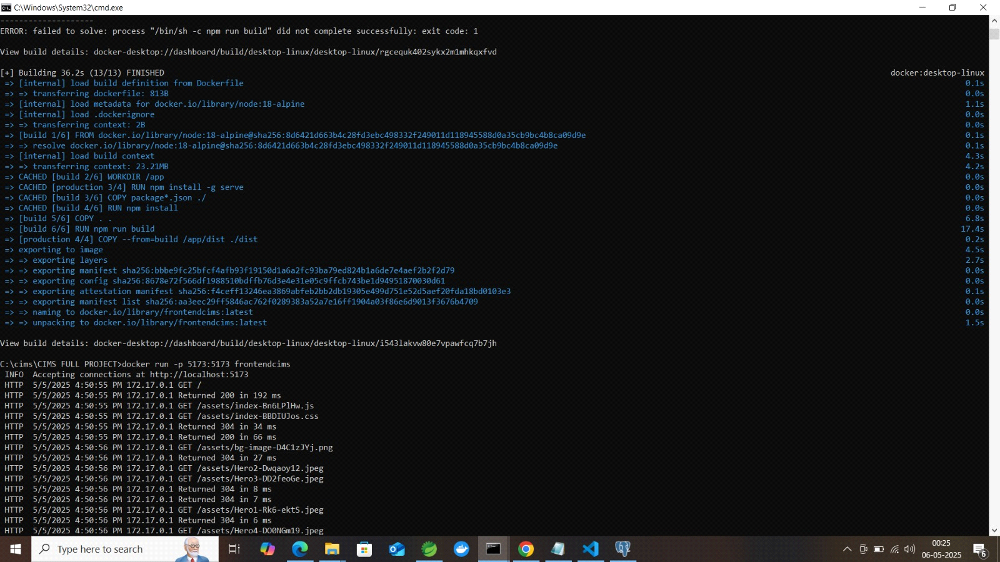 C:\Windows\System32\cmd.exe
--------------------
ERROR: failed to solve: process "/bin/sh -c npm run build" did not complete successfully: exit code: 1
View build details: docker-desktop://dashboard/build/desktop-linux/desktop-linux/rgcequk402sykx2m1mhkqxfvd
[+] Building 36.2s (13/13) FINISHED docker:desktop-linux
=> [internal] load build definition from Dockerfile 0.1s
=> => transferring dockerfile: 813B 0.0s
=> [internal] load metadata for docker.io/library/node:18-alpine 1.1s
=> [internal] load .dockerignore 0.0s
=> => transferring context: 2B 0.0s
=> [build 1/6] FROM docker.io/library/node:18-alpine@sha256:8d6421d663b4c28fd3ebc498332f249011d118945588d0a35cb9bc4b8ca09d9e 0.1s
=> => resolve docker.io/library/node:18-alpine@sha256:8d6421d663b4c28fd3ebc498332f249011d118945588d0a35cb9bc4b8ca09d9e 0.1s
=> [internal] load build context 4.3s
=> => transferring context: 23.21MB 4.2s
=> CACHED [build 2/6] WORKDIR /app 0.0s
=> CACHED [production 3/4] RUN npm install -g serve 0.0s
=> CACHED [build 3/6] COPY package*.json ./ 0.0s
=> CACHED [build 4/6] RUN npm install 0.0s
=> [build 5/6] COPY . . 6.8s
=> [build 6/6] RUN npm run build 17.4s
=> [production 4/4] COPY --from=build /app/dist ./dist 0.2s
=> exporting to image 4.5s
=> => exporting layers 2.7s
=> => exporting manifest sha256:bbbe9fc25bfcf4afb93f19150d1a6a2fc93ba79ed824b1a6de7e4aef2b2f2d79 0.0s
=> => exporting config sha256:8678e72f566df1988510bdffb76d3e4e31e05c9ffcb743be1d94951870030d61 0.0s
=> => exporting attestation manifest sha256:f4ceff13246ea3869abfeb2bb2db19305e499d751e52d5aef20fda18bd0103e3 0.1s
=> => exporting manifest list sha256:aa3eec29ff5846ac762f0289383a52a7e16ff1904a03f86e6d9013f3676b4709 0.0s
=> => naming to docker.io/library/frontendcims:latest 0.0s
=> => unpacking to docker.io/library/frontendcims:latest 1.5s
View build details: docker-desktop://dashboard/build/desktop-linux/desktop-linux/i543lakvw80e7vpawfcq7b7jh
C:\cims\CIMS FULL PROJECT>docker run -p 5173:5173 frontendcims
INFO Accepting connections at http://localhost:5173
HTTP 5/5/2025 4:50:55 PM 172.17.0.1 GET /
HTTP 5/5/2025 4:50:55 PM 172.17.0.1 Returned 200 in 192 ms
HTTP 5/5/2025 4:50:55 PM 172.17.0.1 GET /assets/index-Bn6LPlHw.js
HTTP 5/5/2025 4:50:55 PM 172.17.0.1 GET /assets/index-BBDIUJos.css
HTTP 5/5/2025 4:50:55 PM 172.17.0.1 Returned 304 in 34 ms
HTTP 5/5/2025 4:50:55 PM 172.17.0.1 Returned 200 in 66 ms
HTTP 5/5/2025 4:50:56 PM 172.17.0.1 GET /assets/bg-image-D4C1zJYj.png
HTTP 5/5/2025 4:50:56 PM 172.17.0.1 Returned 304 in 27 ms
HTTP 5/5/2025 4:50:56 PM 172.17.0.1 GET /assets/Hero2-Dwqaoy12.jpeg
HTTP 5/5/2025 4:50:56 PM 172.17.0.1 GET /assets/Hero3-DD2feoGe.jpeg
HTTP 5/5/2025 4:50:56 PM 172.17.0.1 Returned 304 in 8 ms
HTTP 5/5/2025 4:50:56 PM 172.17.0.1 Returned 304 in 7 ms
HTTP 5/5/2025 4:50:56 PM 172.17.0.1 GET /assets/Hero1-Rk6-ektS.jpeg
HTTP 5/5/2025 4:50:56 PM 172.17.0.1 Returned 304 in 6 ms
HTTP 5/5/2025 4:50:56 PM 172.17.0.1 GET /assets/Hero4-DO0NGm19.jpeg
Type here to search
00:25
06-05-2025
6